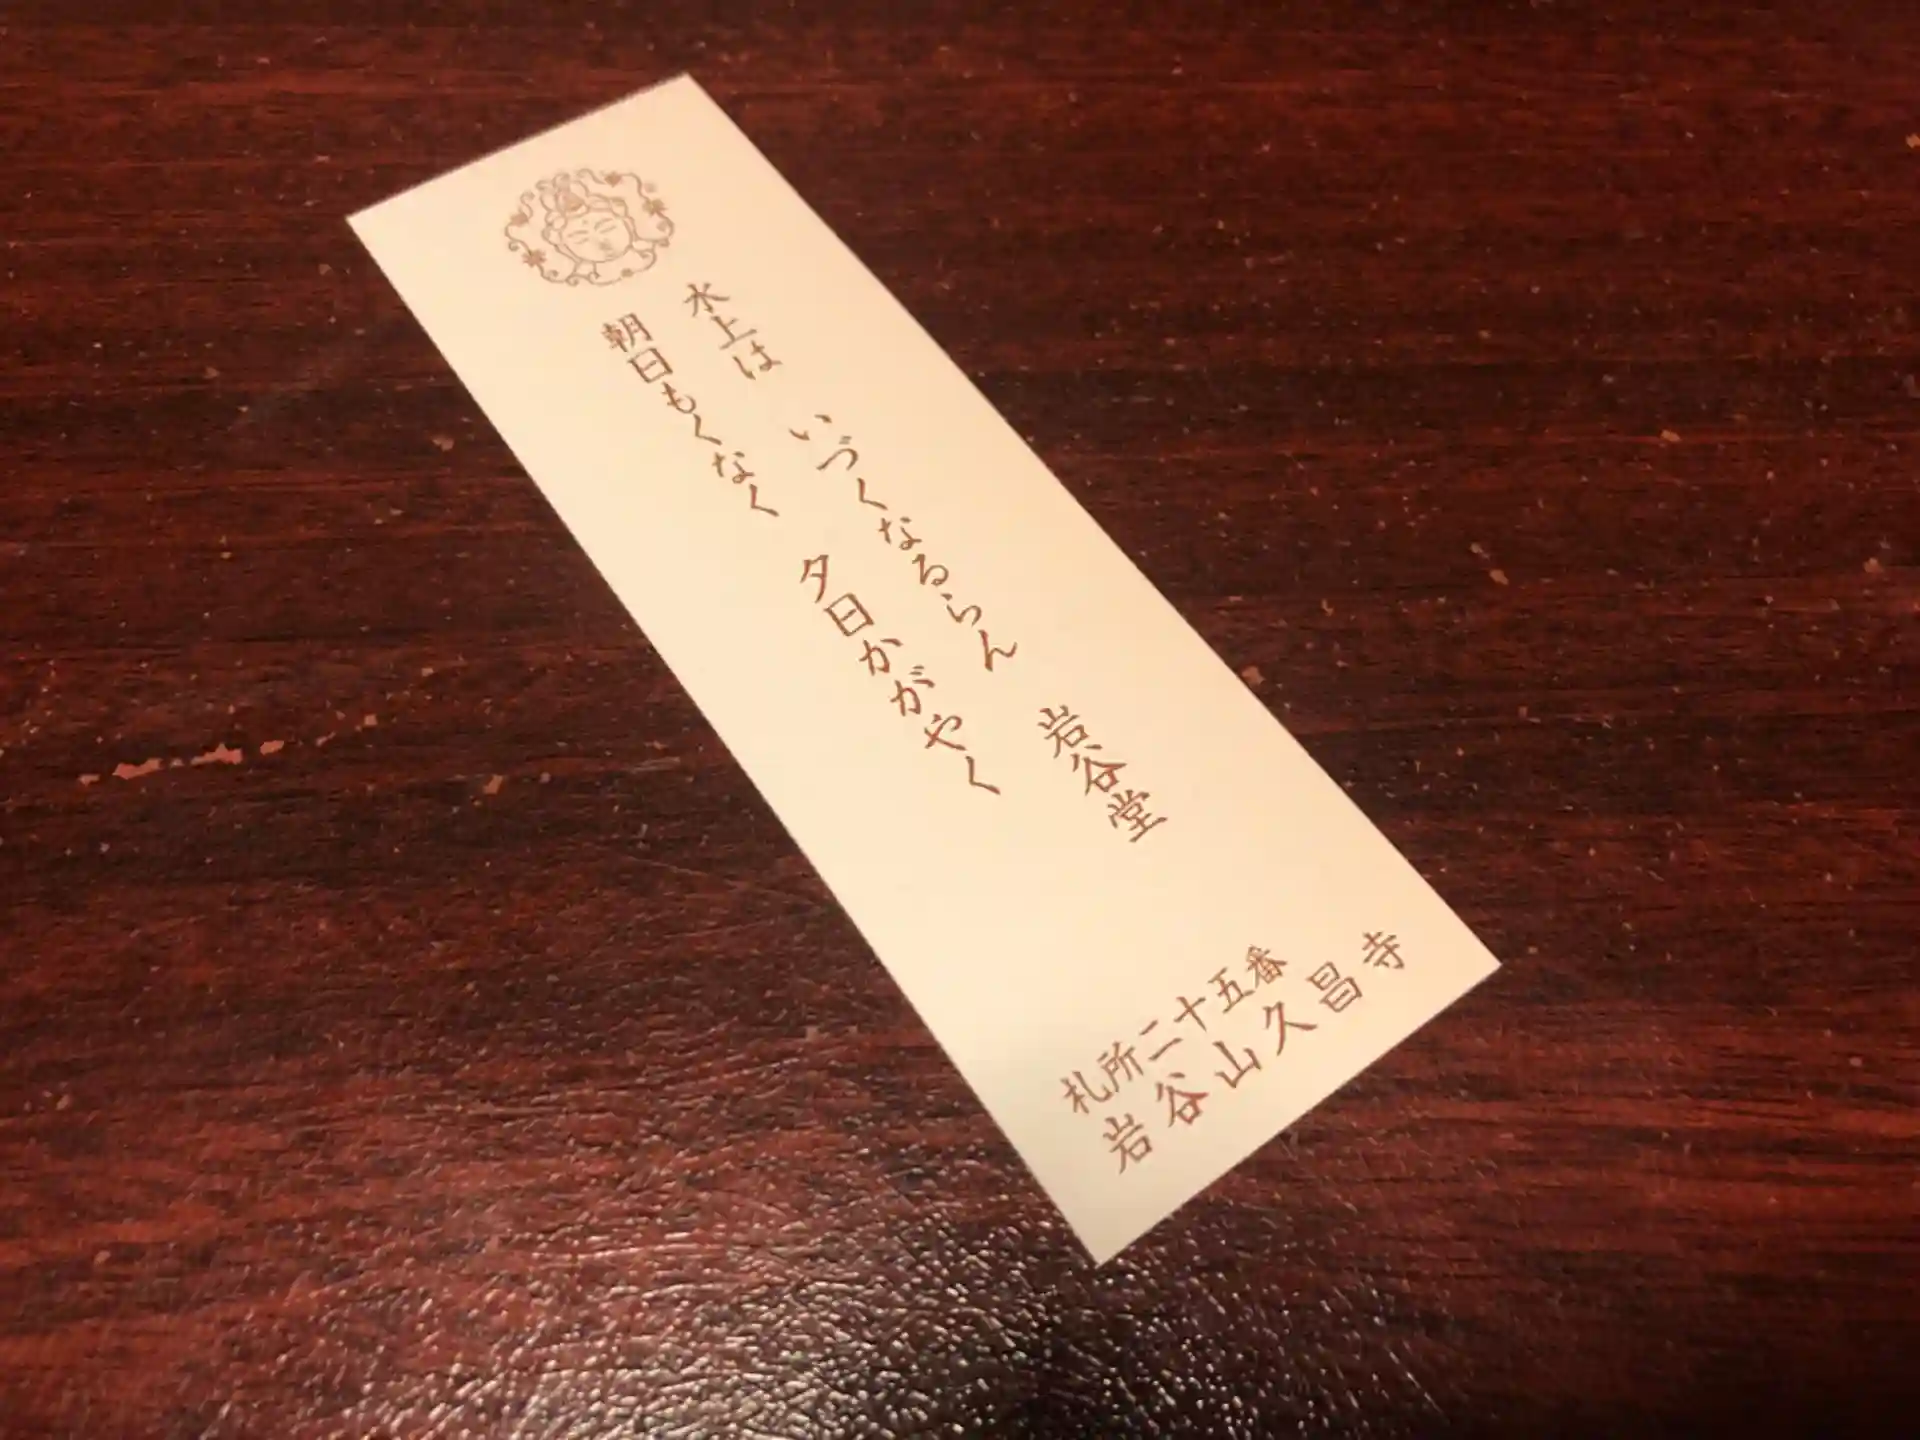 水上は　いづくなるらん　岩谷堂
朝日もくなく　夕日かがやく
札所二十五番
岩谷山久昌寺